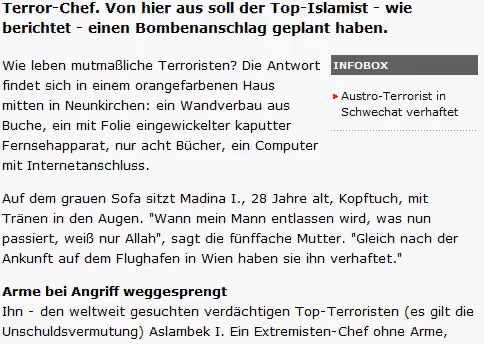 Terror-Chef. Von hier aus soll der Top-Islamist - wie
berichtet - einen Bombenanschlag geplant haben.
Wie leben mutmaßliche Terroristen? Die Antwort
findet sich in einem orangefarbenen Haus
mitten in Neunkirchen: ein Wandverbau aus
Buche, ein mit Folie eingewickelter kaputter
Fernsehapparat, nur acht Bücher, ein Computer
mit Internetanschluss.
INFOBOX
Austro-Terrorist in
Schwechat verhaftet
Auf dem grauen Sofa sitzt Madina I., 28 Jahre alt, Kopftuch, mit
Tränen in den Augen. "Wann mein Mann entlassen wird, was nun
passiert, weiß nur Allah", sagt die fünffache Mutter. "Gleich nach der
Ankunft auf dem Flughafen in Wien haben sie ihn verhaftet."
Arme bei Angriff weggesprengt
Ihn - den weltweit gesuchten verdächtigen Top-Terroristen (es gilt die
Unschuldsvermutung) Aslambek I. Ein Extremisten-Chef ohne Arme,